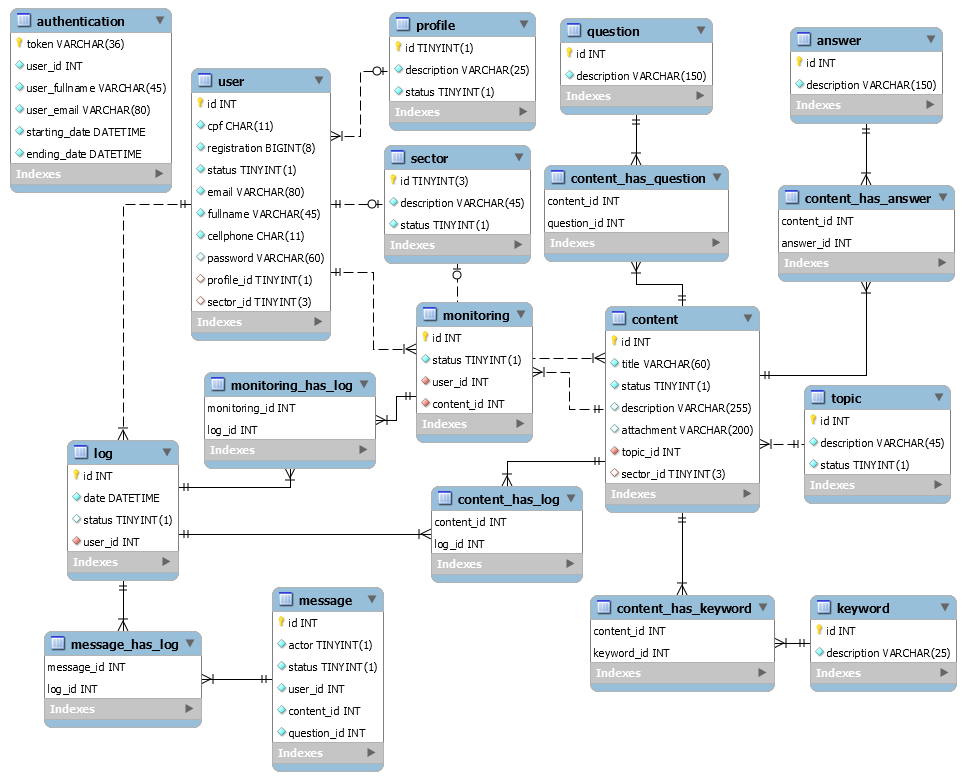 authentication
token VARCHAR(36)
user_id INT
user_fullname VARCHAR(45)
user_email VARCHAR(80)
starting_date DATETIME
ending_date DATETIME
Indexes
user
id INT
cpf CHAR(11)
registration BIGINT(8)
status TINYINT(1)
email VARCHAR(80)
fullname VARCHAR(45)
cellphone CHAR(11)
password VARCHAR(60)
profile_id TINYINT(1)
sector_id TINYINT(3)
Indexes
profile
id TINYINT(1)
description VARCHAR(25)
status TINYINT(1)
Indexes
sector
id TINYINT(3)
description VARCHAR(45)
status TINYINT(1)
Indexes
question
id INT
description VARCHAR(150)
Indexes
answer
id INT
description VARCHAR(150)
Indexes
content_has_question
content_id INT
question_id INT
Indexes
content_has_answer
content_id INT
answer_id INT
Indexes
monitoring
id INT
status TINYINT(1)
user_id INT
content_id INT
Indexes
content
id INT
title VARCHAR(60)
status TINYINT(1)
description VARCHAR(255)
attachment VARCHAR(200)
topic_id INT
sector_id TINYINT(3)
Indexes
monitoring_has_log
monitoring_id INT
log_id INT
Indexes
topic
id INT
description VARCHAR(45)
status TINYINT(1)
Indexes
log
id INT
date DATETIME
status TINYINT(1)
user_id INT
Indexes
content_has_log
content_id INT
log_id INT
Indexes
message
id INT
actor TINYINT(1)
status TINYINT(1)
user_id INT
content_id INT
question_id INT
Indexes
message_has_log
message_id INT
log_id INT
Indexes
content_has_keyword
content_id INT
keyword_id INT
Indexes
keyword
id INT
description VARCHAR(25)
Indexes